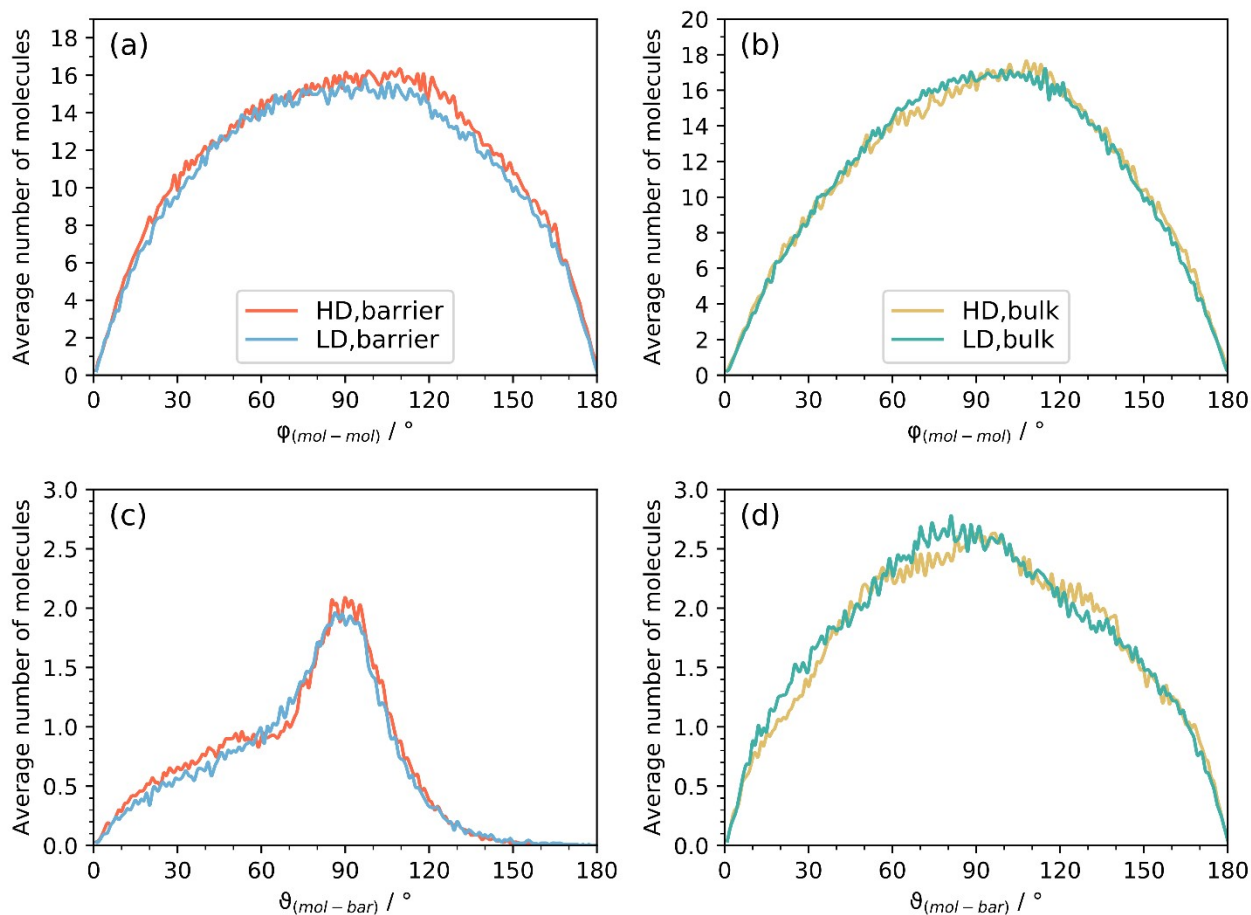 (a)
Average number of molecules
18
16
14
12
10
8
6
4
2
0
HD,barrier
LD,barrier
0 30 60 90 120 150 180
φ(mol−mol) / °
(b)
Average number of molecules
20
18
16
14
12
10
8
6
4
2
0
HD,bulk
LD,bulk
0 30 60 90 120 150 180
φ(mol−mol) / °
(c)
Average number of molecules
3.0
2.5
2.0
1.5
1.0
0.5
0.0
0 30 60 90 120 150 180
ϑ(mol−bar) / °
(d)
Average number of molecules
3.0
2.5
2.0
1.5
1.0
0.5
0.0
0 30 60 90 120 150 180
ϑ(mol−bar) / °